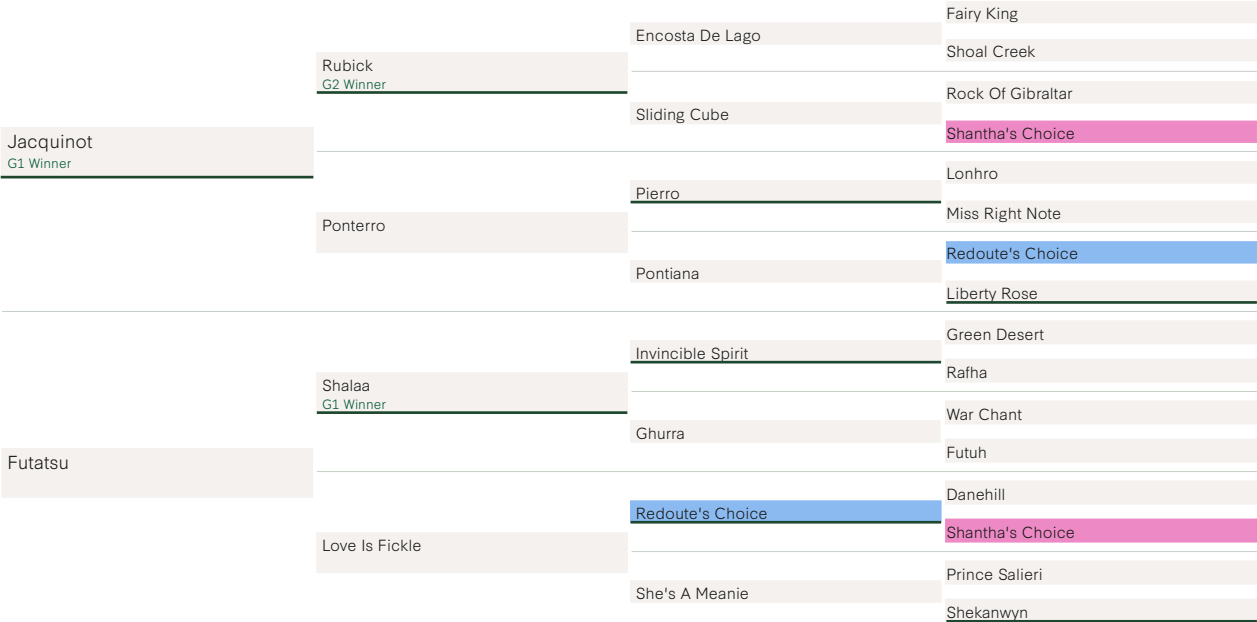 Jacquinot
G1 Winner
Futatsu
Rubick
G2 Winner
Ponterro
Shalaa
G1 Winner
Love Is Fickle
Encosta De Lago
Sliding Cube
Pierro
Pontiana
Invincible Spirit
Ghurra
Redoute's Choice
She's A Meanie
Fairy King
Shoal Creek
Rock Of Gibraltar
Shantha's Choice
Lonhro
Miss Right Note
Redoute's Choice
Liberty Rose
Green Desert
Rafha
War Chant
Futuh
Danehill
Shantha's Choice
Prince Salieri
Shekanwyn